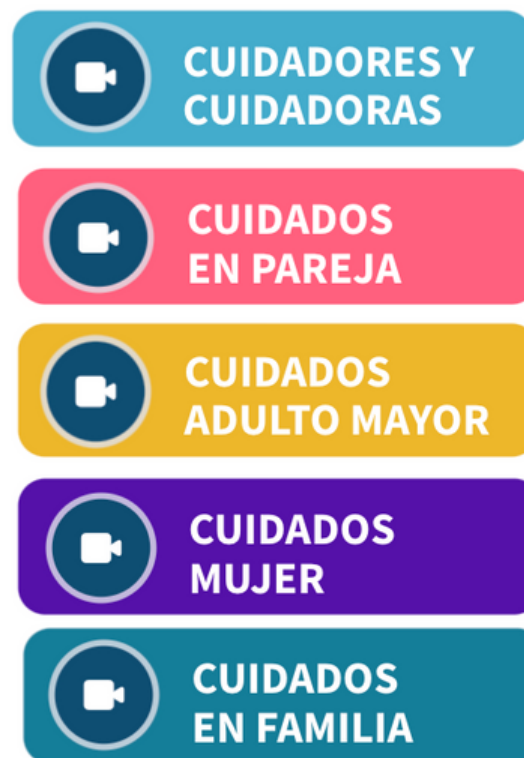 CUIDADORES Y
CUIDADORAS
CUIDADOS
EN PAREJA
CUIDADOS
ADULTO MAYOR
CUIDADOS
MUJER
CUIDADOS
EN FAMILIA